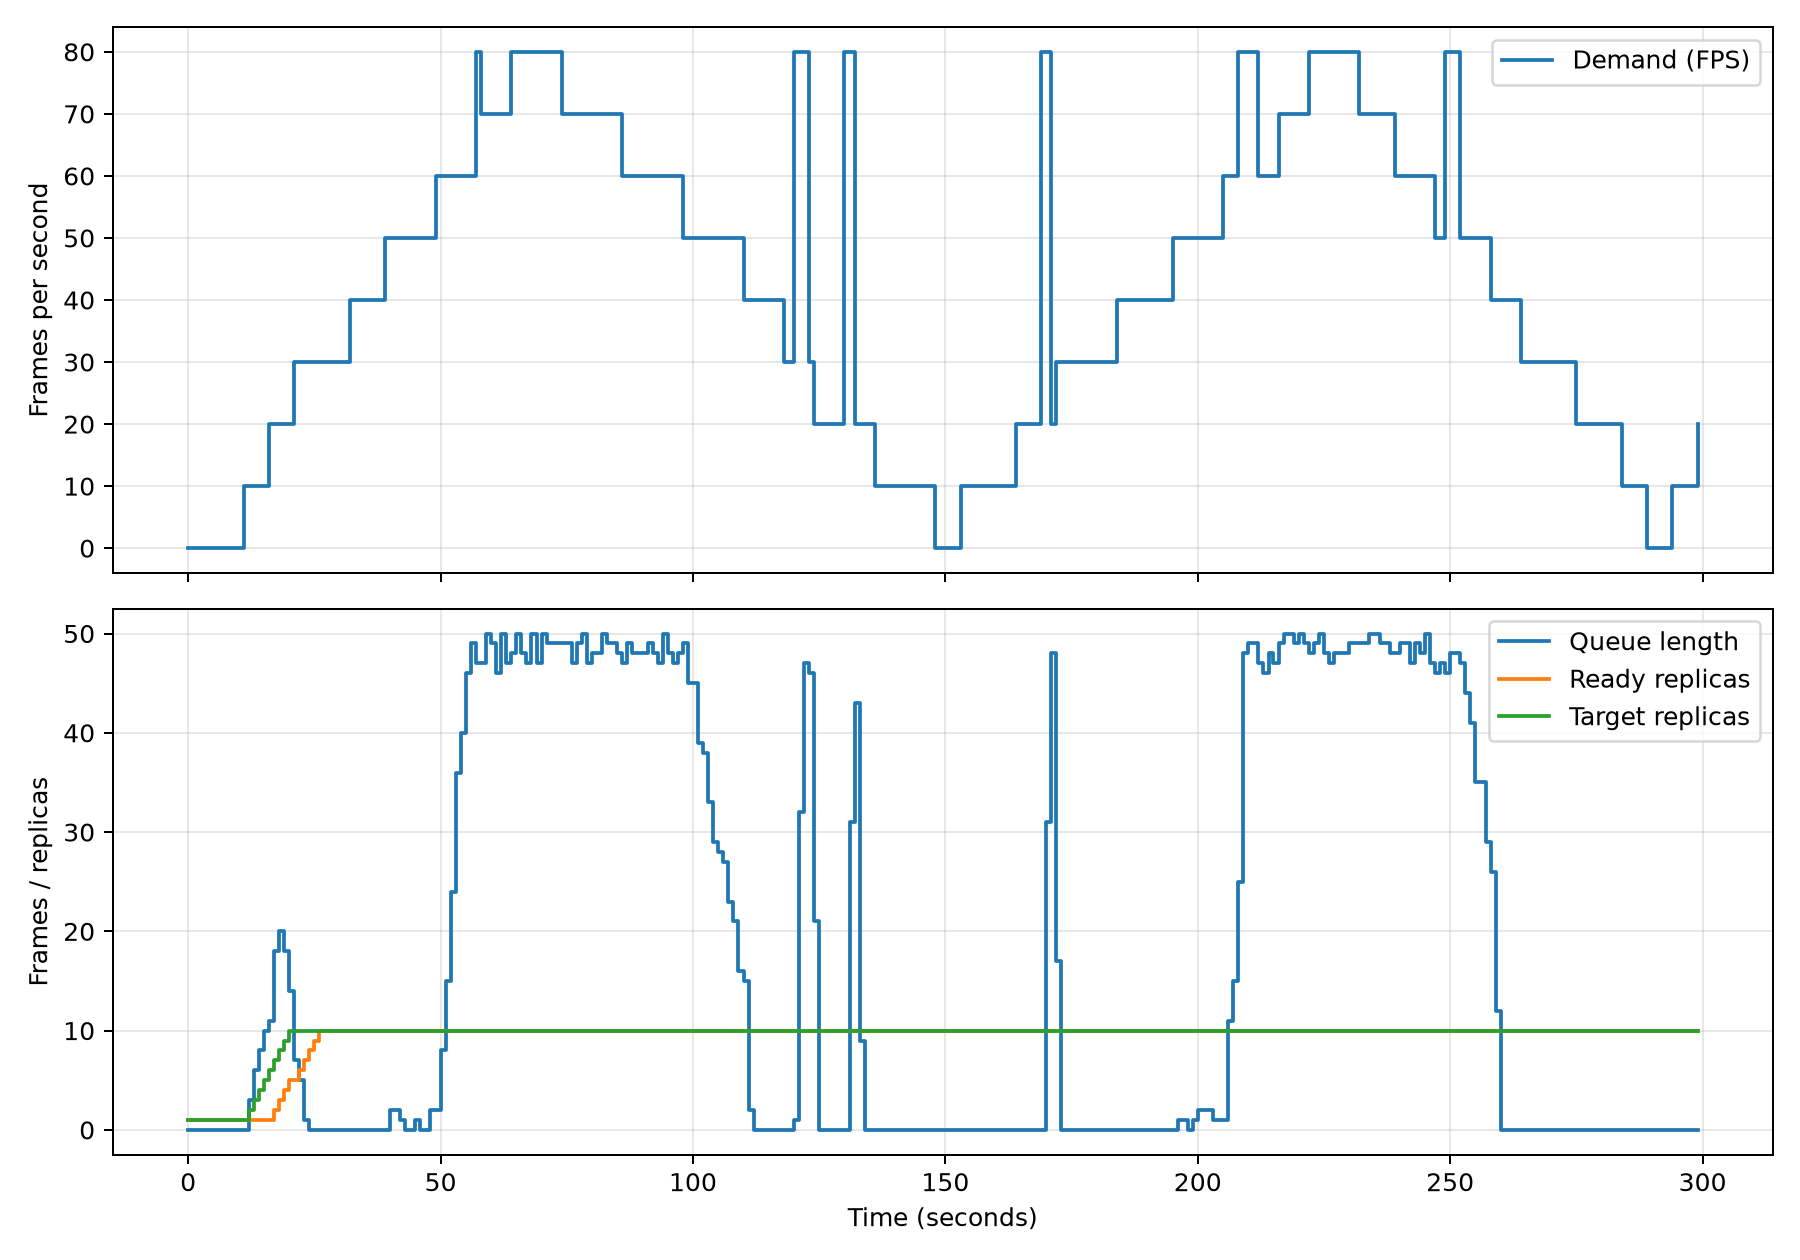 80
70
60
50
40
30
20
10
0
Frames per second
Demand (FPS)
50
40
30
20
10
0
Frames / replicas
Queue length
Ready replicas
Target replicas
0 50 100 150 200 250 300
Time (seconds)